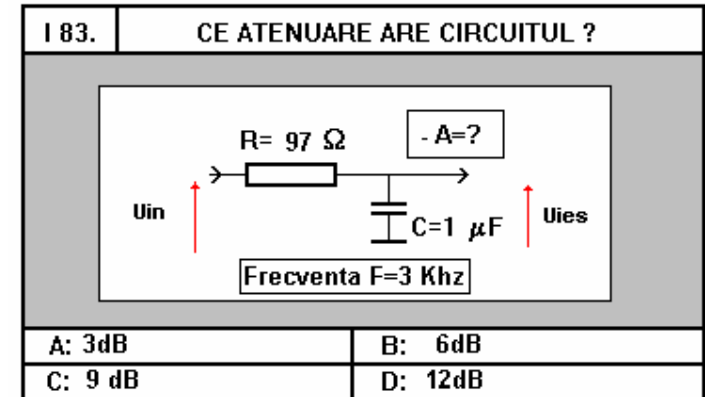 I 83. CE ATENUARE ARE CIRCUITUL ?
R= 97 Ω
- A=?
Uin
C=1 μF
Uies
Frecventa F=3 Khz
A: 3dB
B: 6dB
C: 9 dB
D: 12dB